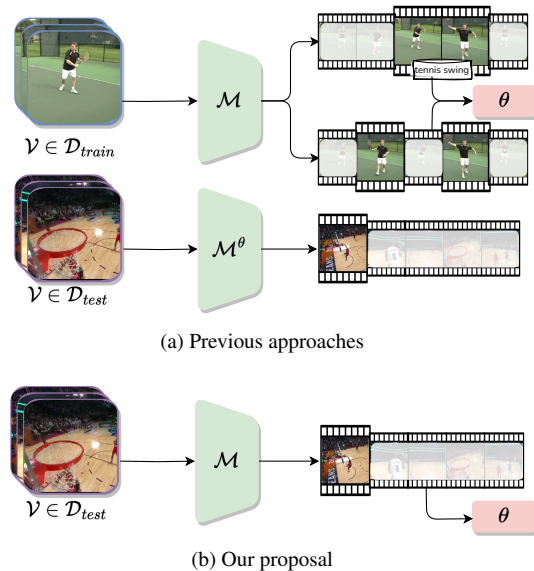 tennis swing
M
θ
V ∈ D_train
M^θ
V ∈ D_test
(a) Previous approaches
M
V ∈ D_test
θ
(b) Our proposal